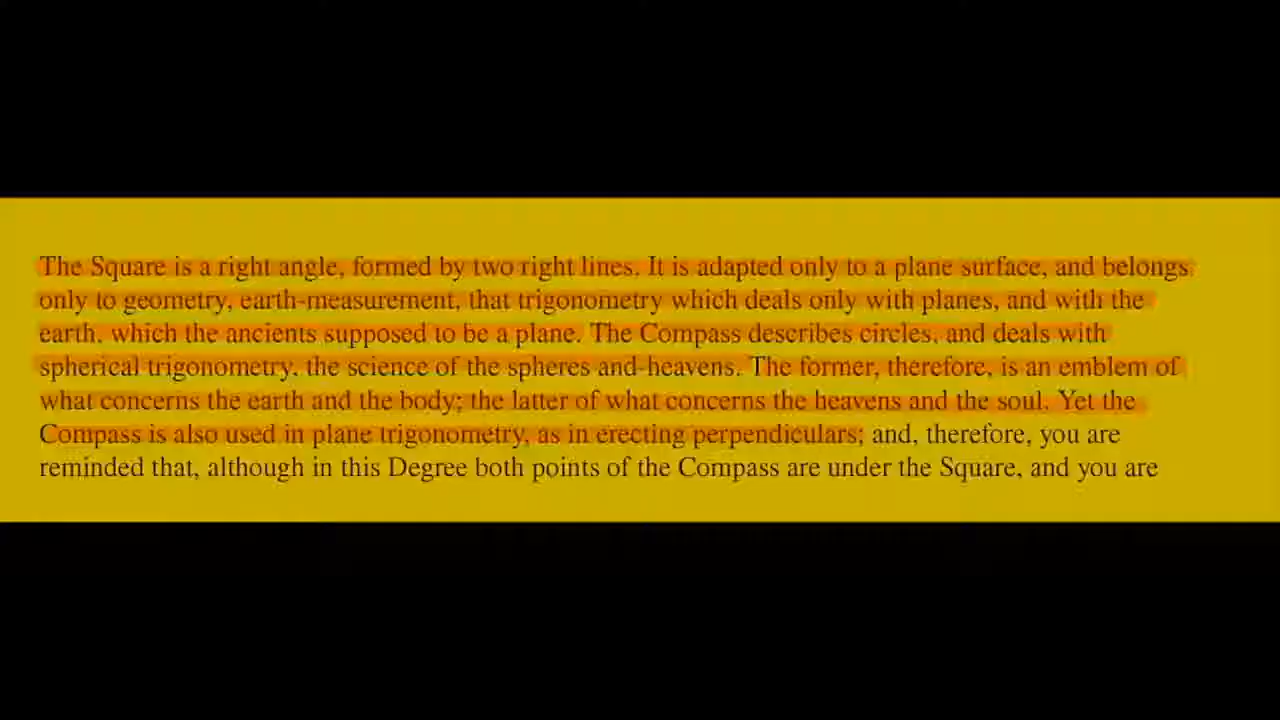 The Square is a right angle, formed by two right lines. It is adapted only to a plane surface, and belongs
only to geometry, earth-measurement, that trigonometry which deals only with planes, and with the
earth, which the ancients supposed to be a plane. The Compass describes circles, and deals with
spherical trigonometry, the science of the spheres and-heavens. The former, therefore, is an emblem of
what concerns the earth and the body; the latter of what concerns the heavens and the soul. Yet the
Compass is also used in plane trigonometry, as in erecting perpendiculars; and, therefore, you are
reminded that, although in this Degree both points of the Compass are under the Square, and you are